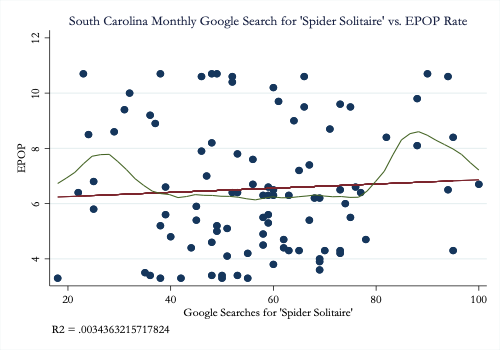 South Carolina Monthly Google Search for 'Spider Solitaire' vs. EPOP Rate
12
10
8
6
4
EPOP
20
40
60
80
100
Google Searches for 'Spider Solitaire'
R2 = .0034363215717824